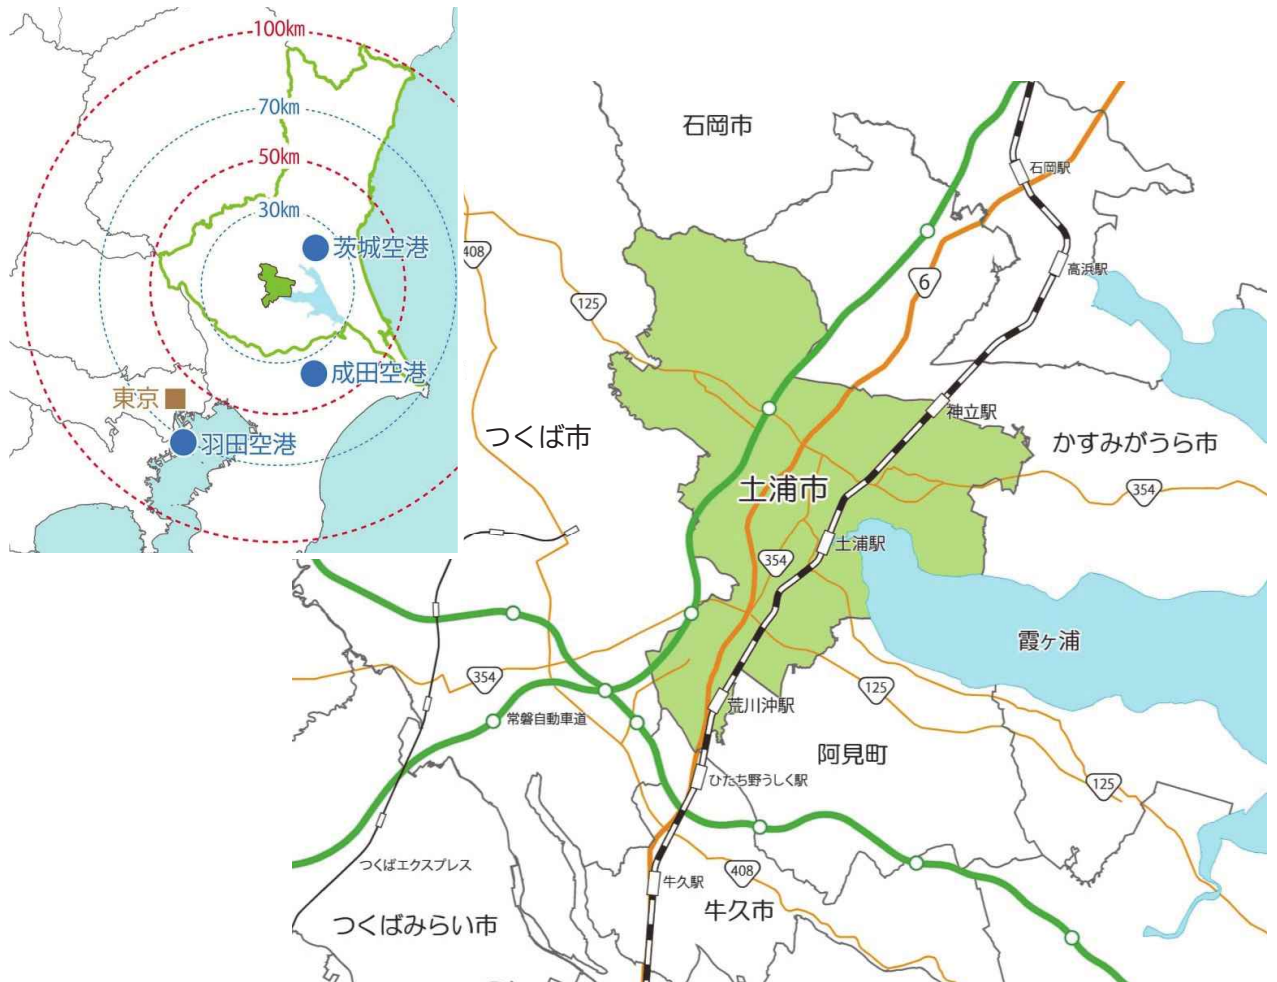 100km
70km
50km
30km
茨城空港
成田空港
東京
羽田空港
石岡市
石岡駅
408
125
6
高浜駅
神立駅
つくば市
かすみがうら市
土浦市
354
土浦駅
354
霞ヶ浦
354
125
荒川沖駅
常磐自動車道
阿見町
ひたち野うしく駅
125
つくばエクスプレス
408
牛久駅
牛久市
つくばみらい市